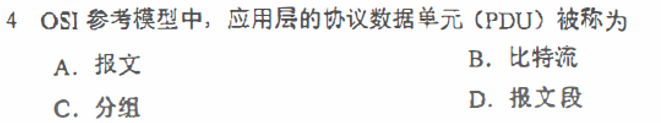 4 OSI 参考模型中，应用层的协议数据单元（PDU）被称为
A. 报文 B. 比特流
C. 分组 D. 报文段